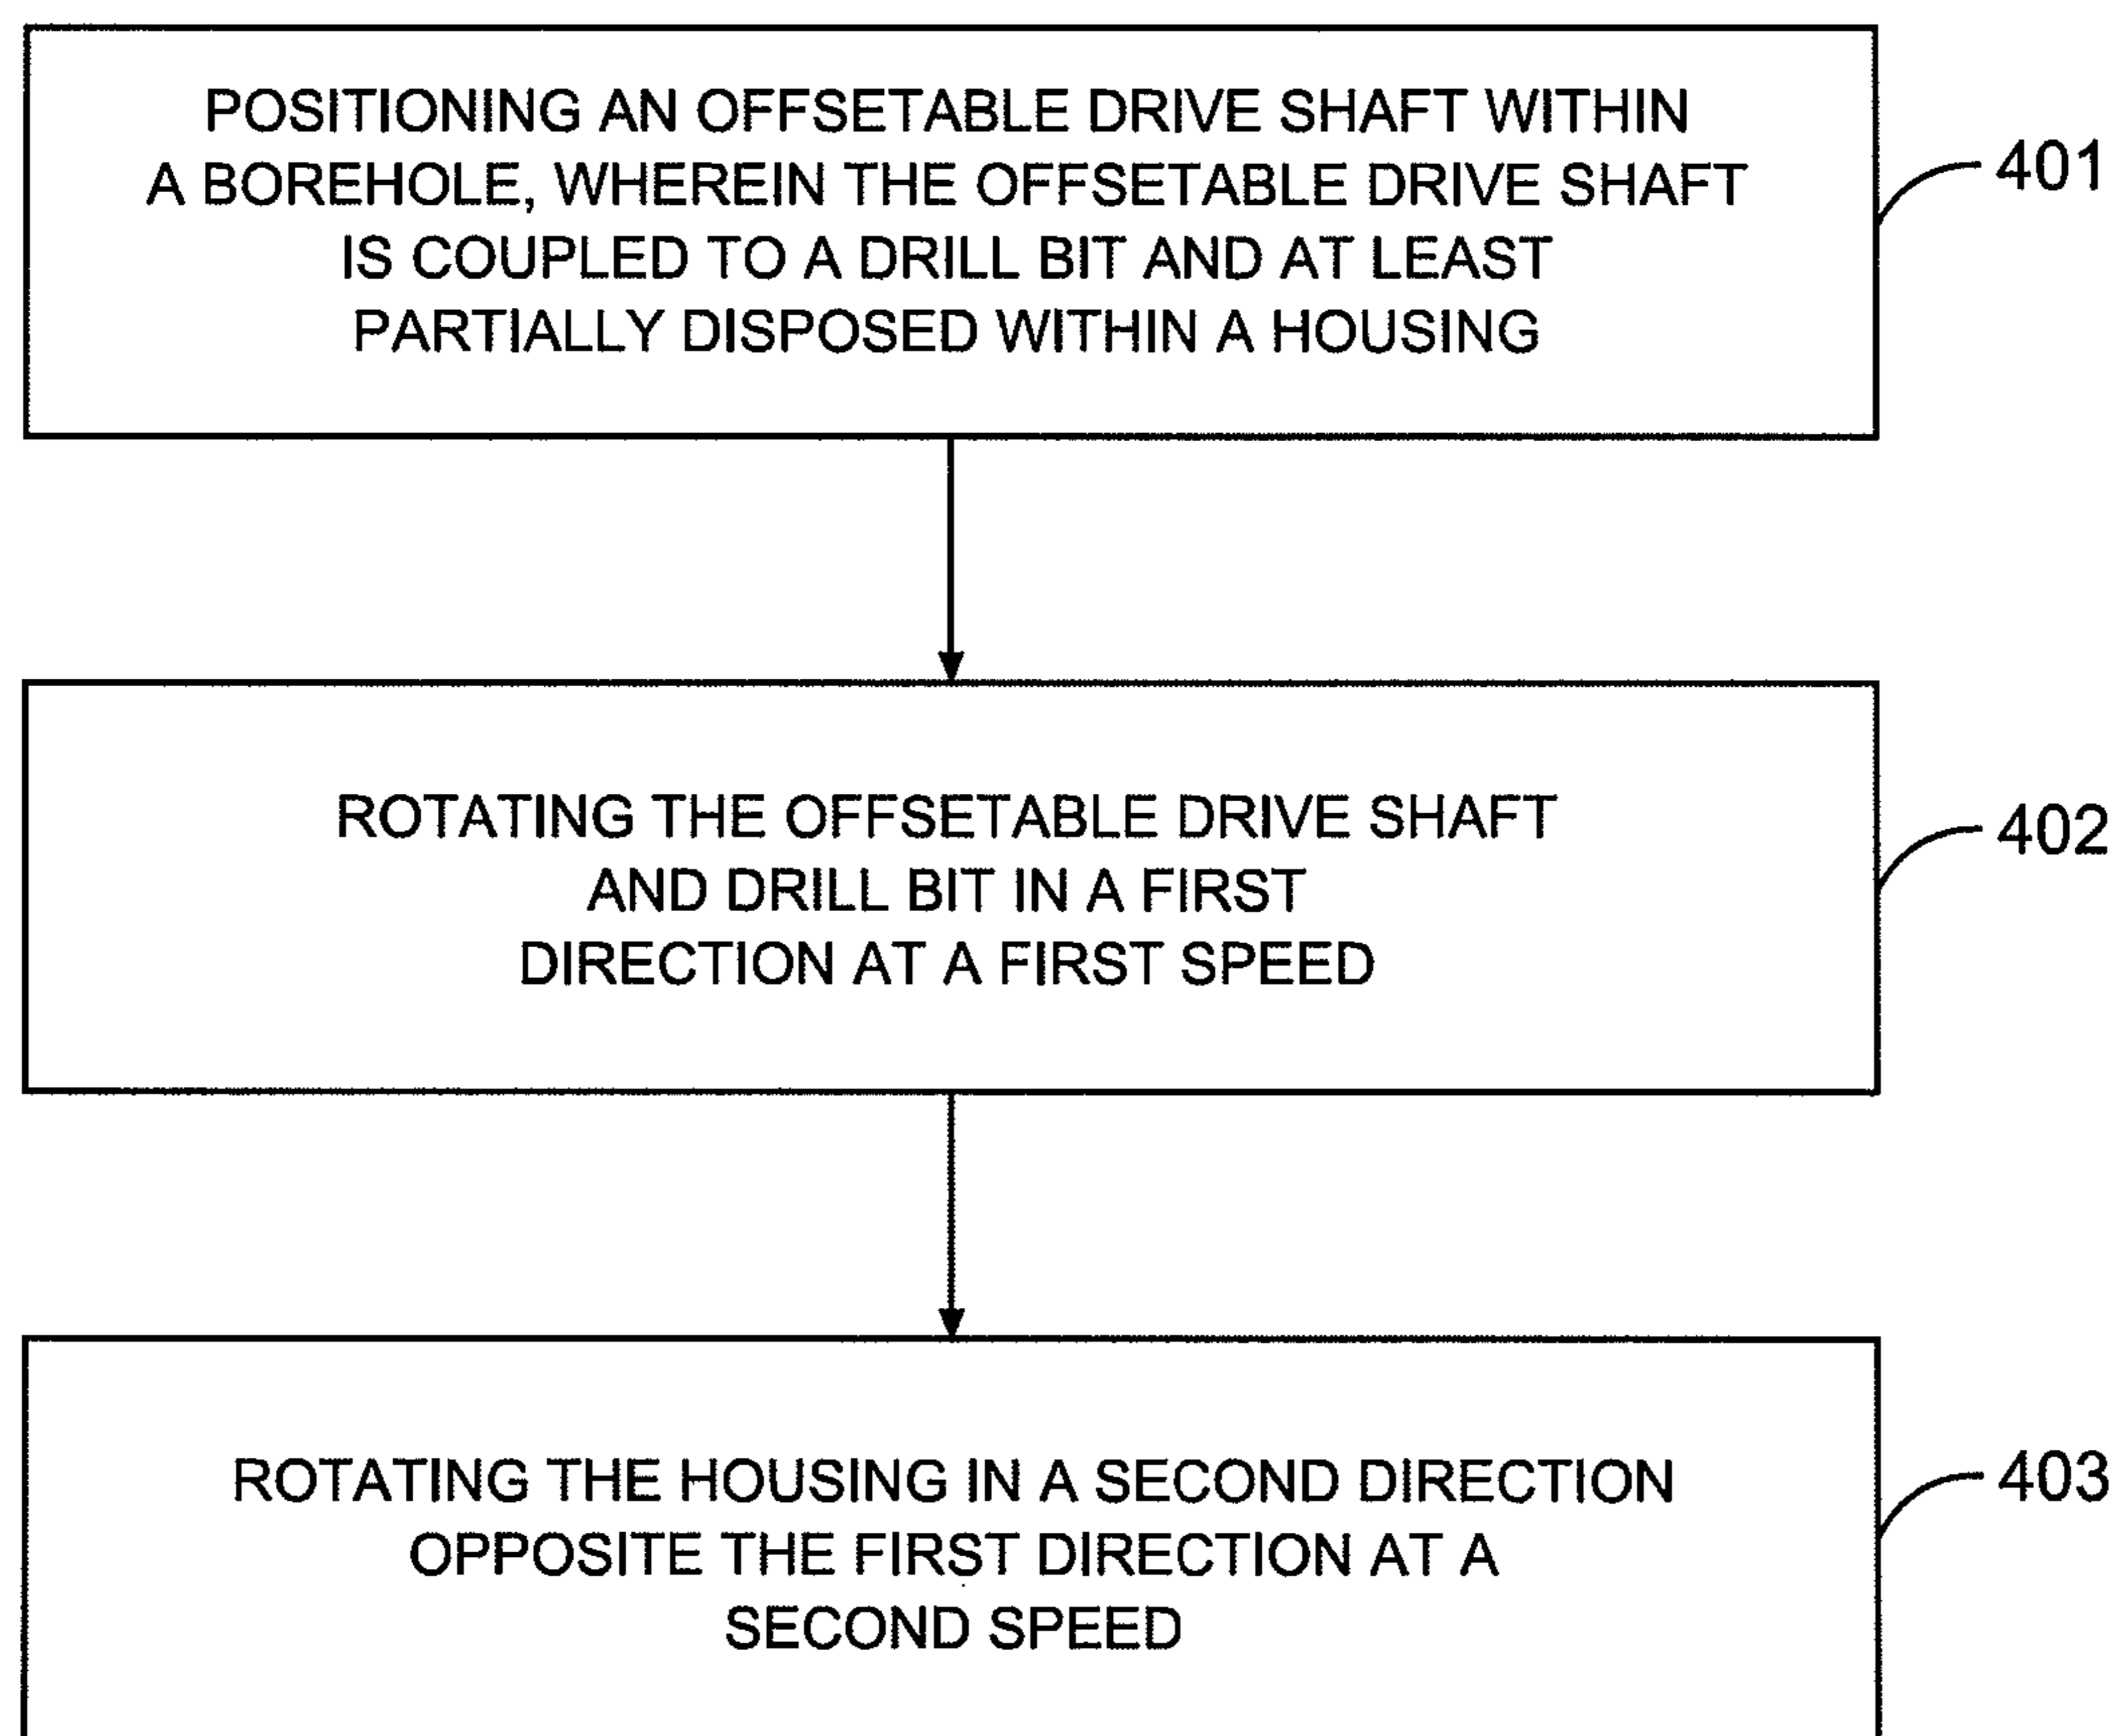 POSITIONING AN OFFSETABLE DRIVE SHAFT WITHIN
A BOREHOLE, WHEREIN THE OFFSETABLE DRIVE SHAFT
IS COUPLED TO A DRILL BIT AND AT LEAST
PARTIALLY DISPOSED WITHIN A HOUSING
401
ROTATING THE OFFSETABLE DRIVE SHAFT
AND DRILL BIT IN A FIRST
DIRECTION AT A FIRST SPEED
402
ROTATING THE HOUSING IN A SECOND DIRECTION
OPPOSITE THE FIRST DIRECTION AT A
SECOND SPEED
403